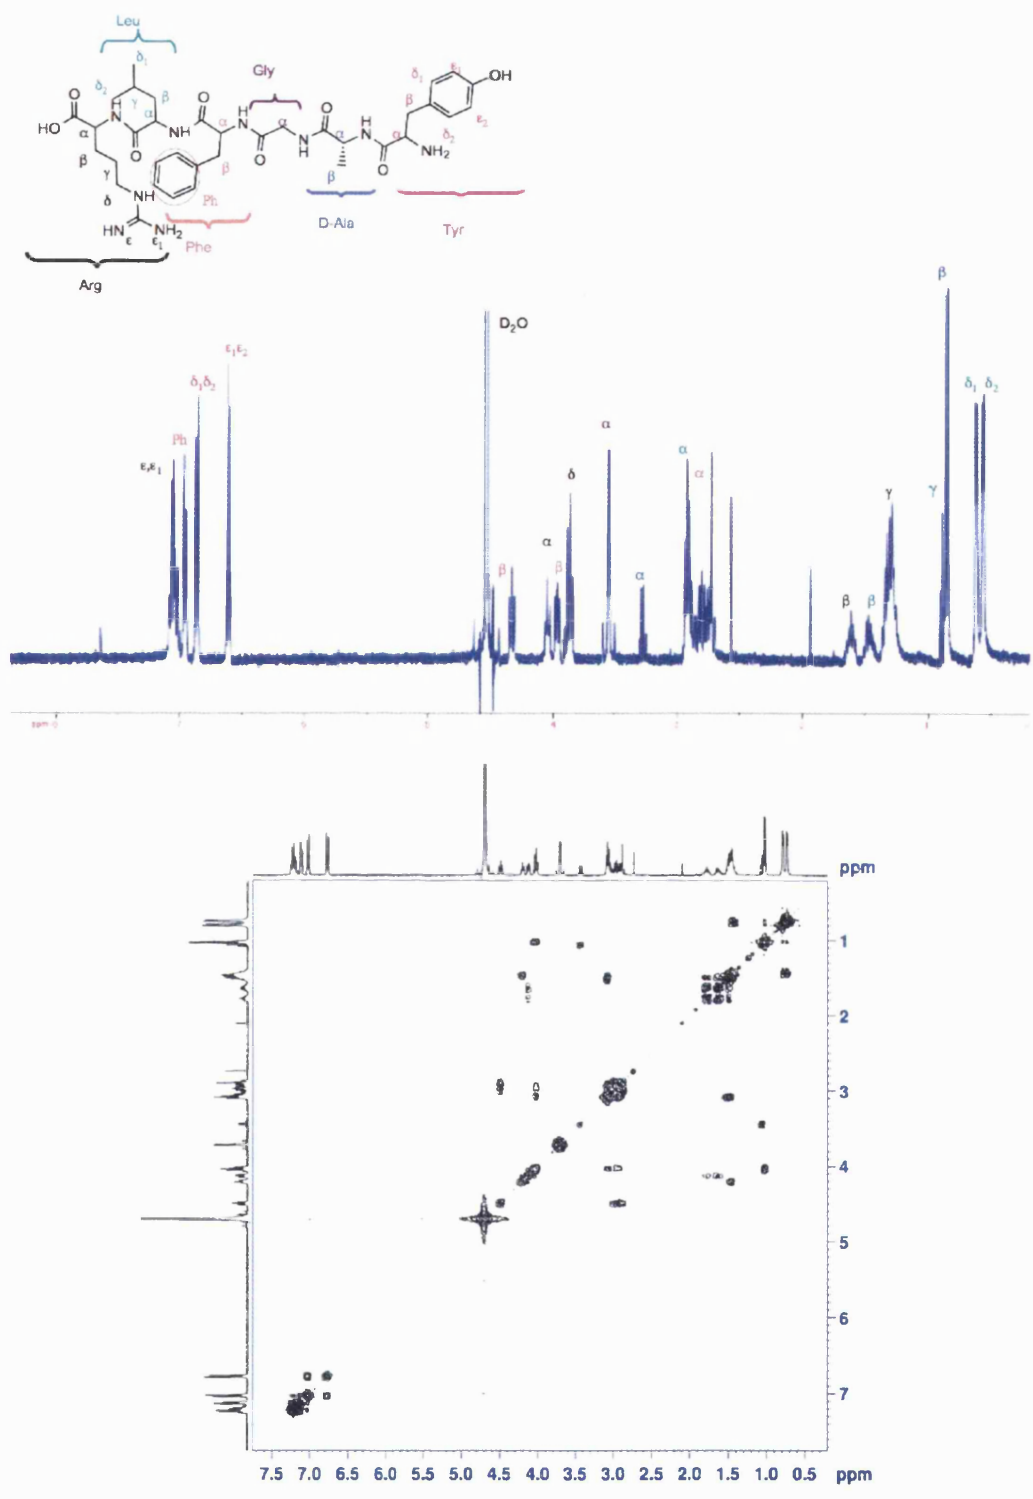 Leu
δ1
OH
δ1 ε1
Gly
δ2 γ β
β ε2
O H α O α H α O α H α δ2
HO α N NH N N N NH2
O O H O
β γ β β
δ NH Ph
D-Ala Tyr
HN ε ε1 NH2 Phe
Arg
β
D2O
ε1ε2
δ1δ2 δ1 δ2
Ph α α
ε,ε1 δ α γ γ
α β α
β β β
ppm
ppm
1
2
3
4
5
6
7
7.5 7.0 6.5 6.0 5.5 5.0 4.5 4.0 3.5 3.0 2.5 2.0 1.5 1.0 0.5 ppm